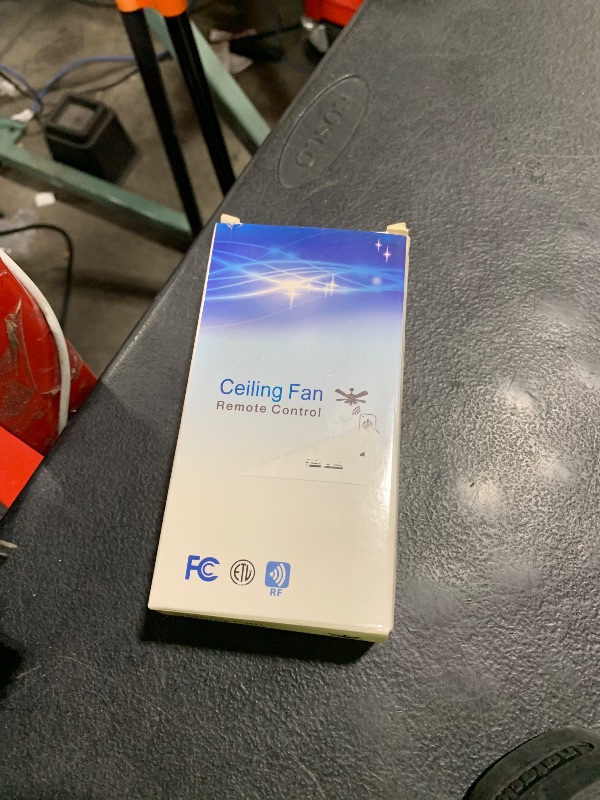 Ceiling Fan
Remote Control
FC
ETL
RF